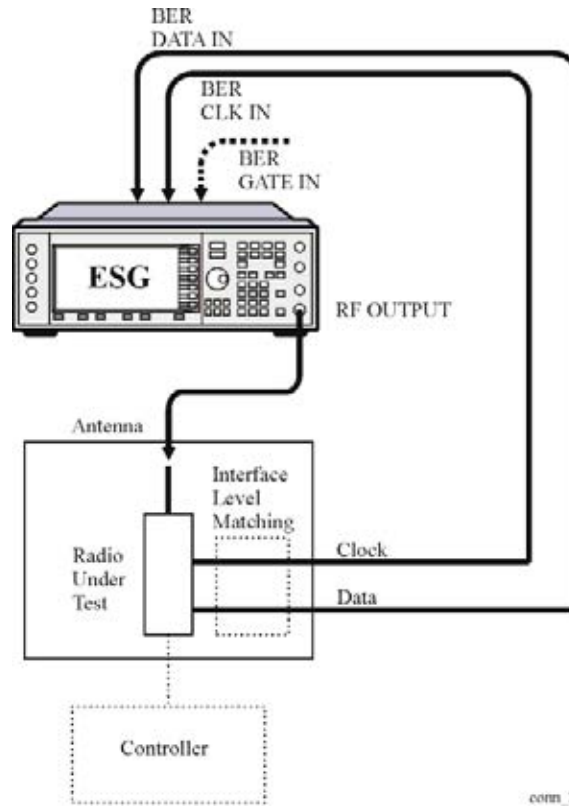 BER
DATA IN
BER
CLK IN
BER
GATE IN
ESG
RF OUTPUT
Antenna
Interface
Level
Matching
Radio
Under
Test
Clock
Data
Controller
conn_